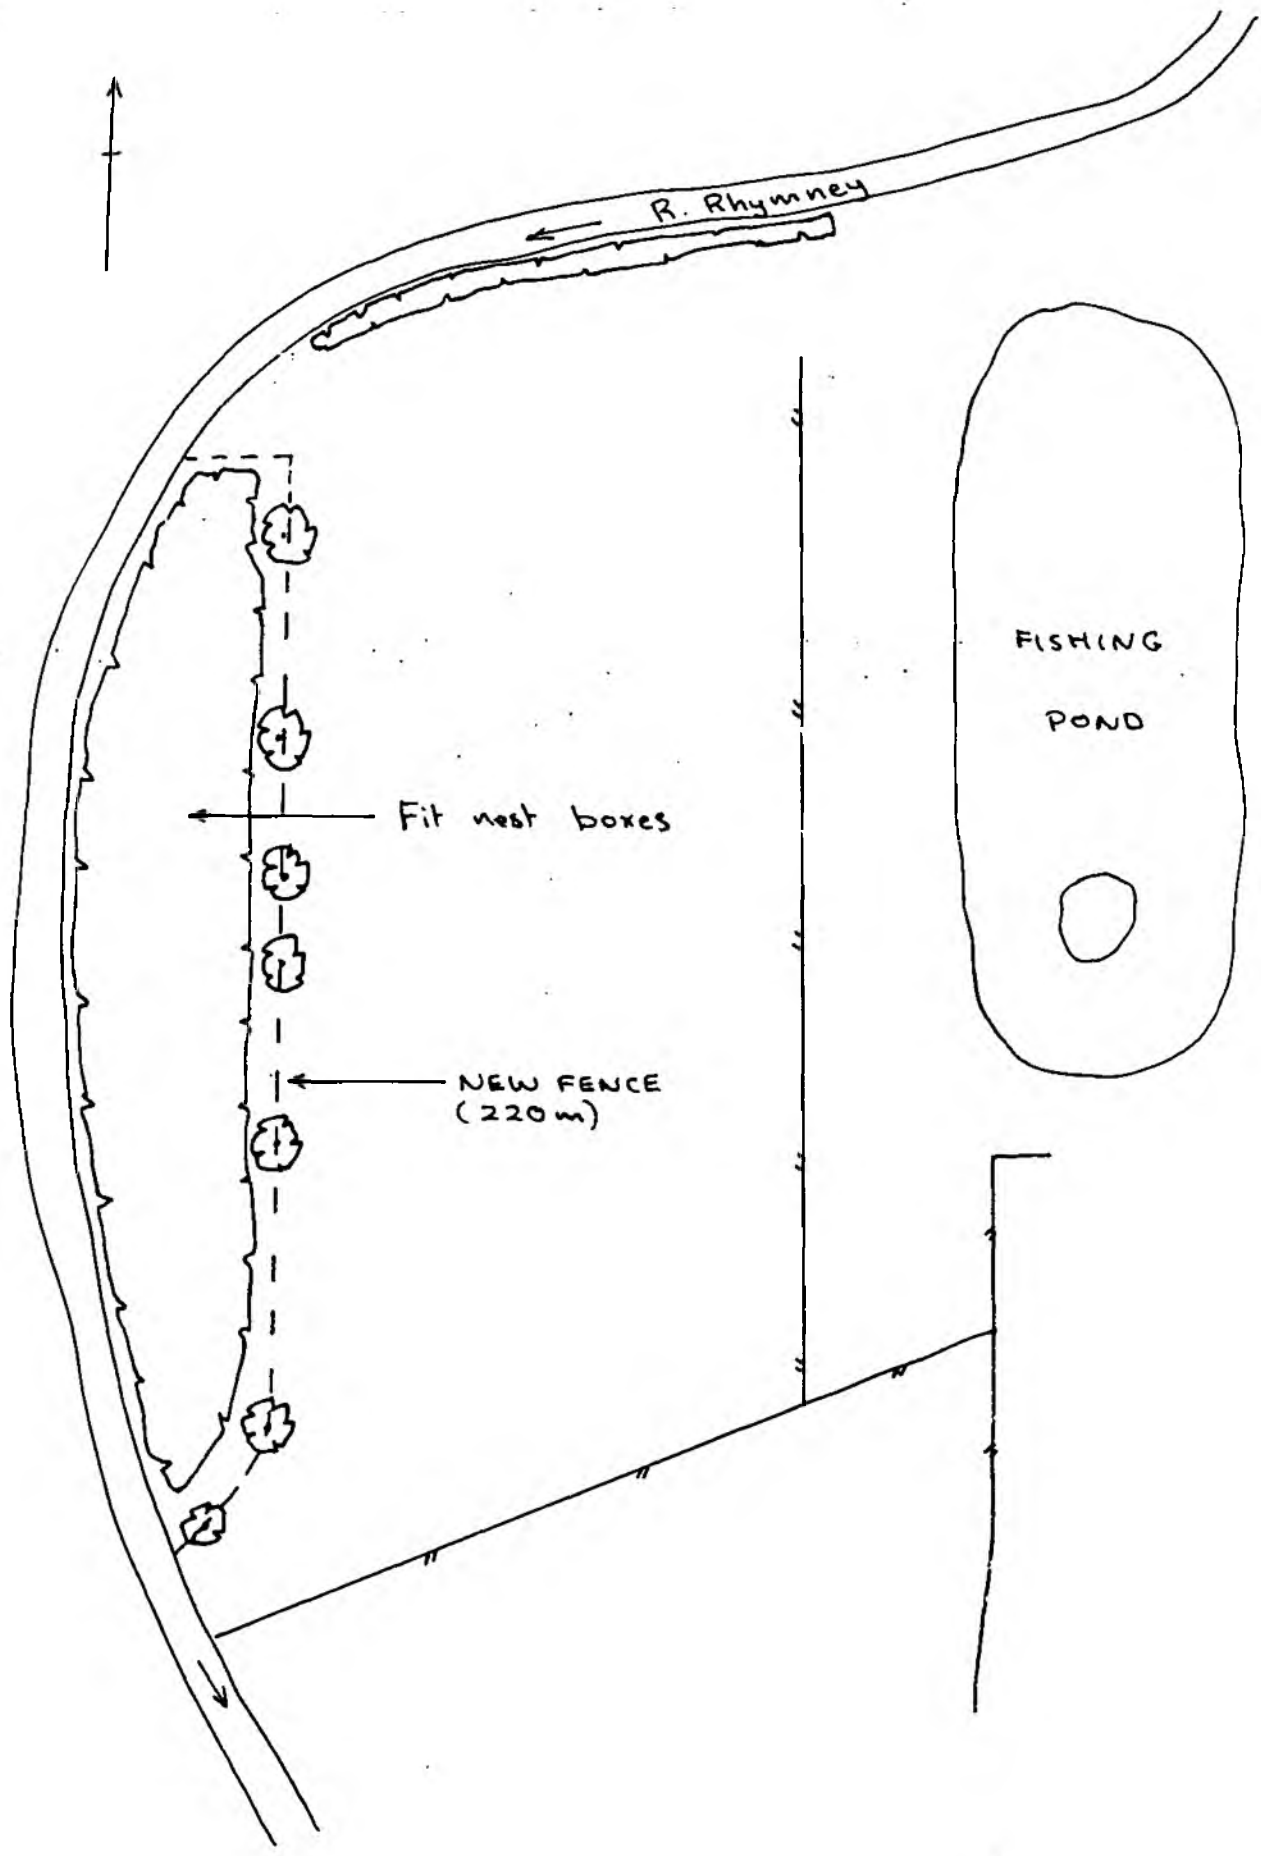 R. Rhymney
FISHING
POND
Fit nest boxes
NEW FENCE
(220m)